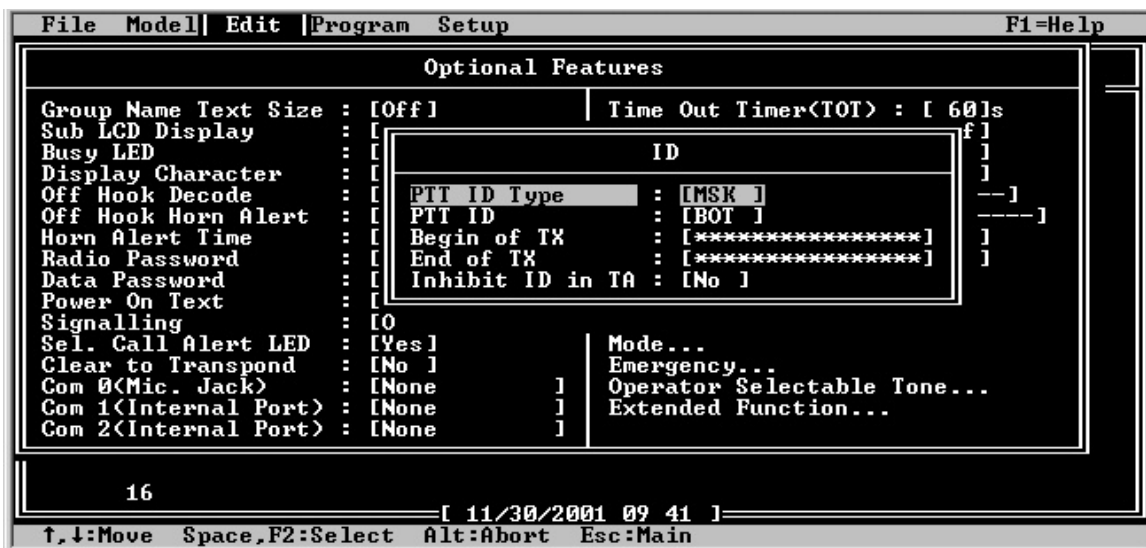 File Model Edit Program Setup F1=Help
Optional Features
Group Name Text Size : [Off] Time Out Timer(TOT) : [ 60]s
Sub LCD Display : [ f]
Busy LED : [ ]
Display Character : [ ]
Off Hook Decode : [ --]
Off Hook Horn Alert : [ ----]
Horn Alert Time : [ ]
Radio Password : [ ]
Data Password : [
Power On Text : [
Signalling : [O
Sel. Call Alert LED : [Yes] Mode...
Clear to Transpond : [No ] Emergency...
Com 0(Mic. Jack) : [None ] Operator Selectable Tone...
Com 1(Internal Port) : [None ] Extended Function...
Com 2(Internal Port) : [None ]
ID
PTT ID Type : [MSK ]
PTT ID : [BOT ]
Begin of TX : [****************]
End of TX : [****************]
Inhibit ID in TA : [No ]
16
[ 11/30/2001 09 41 ]
↑,↓:Move Space,F2:Select Alt:Abort Esc:Main